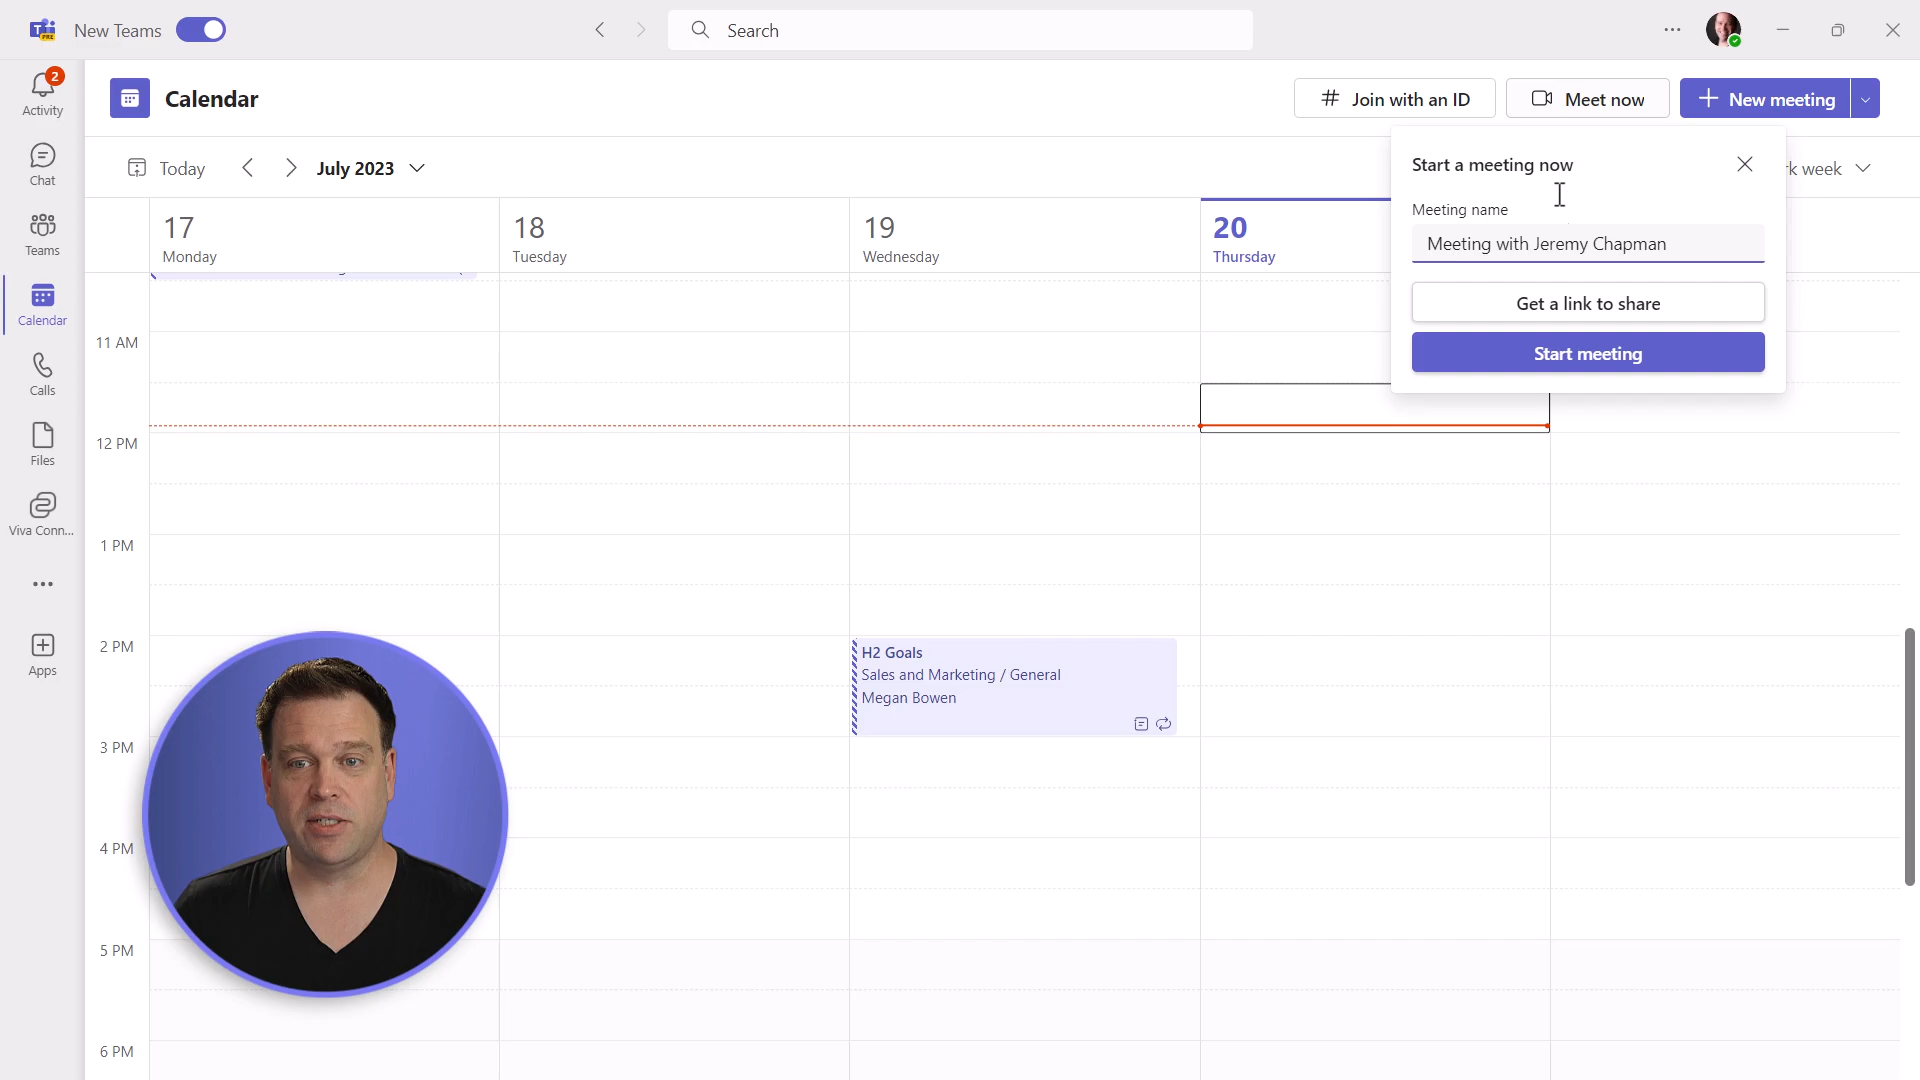 New Teams
Search
2
Activity
Chat
Teams
Calendar
Calls
Files
Viva Conn...
Apps
Calendar
Join with an ID
Meet now
New meeting
Today
July 2023
week
Start a meeting now
Meeting name
Meeting with Jeremy Chapman
Get a link to share
Start meeting
17
Monday
18
Tuesday
19
Wednesday
20
Thursday
11 AM
12 PM
1 PM
2 PM
3 PM
4 PM
5 PM
6 PM
H2 Goals
Sales and Marketing / General
Megan Bowen
PRE